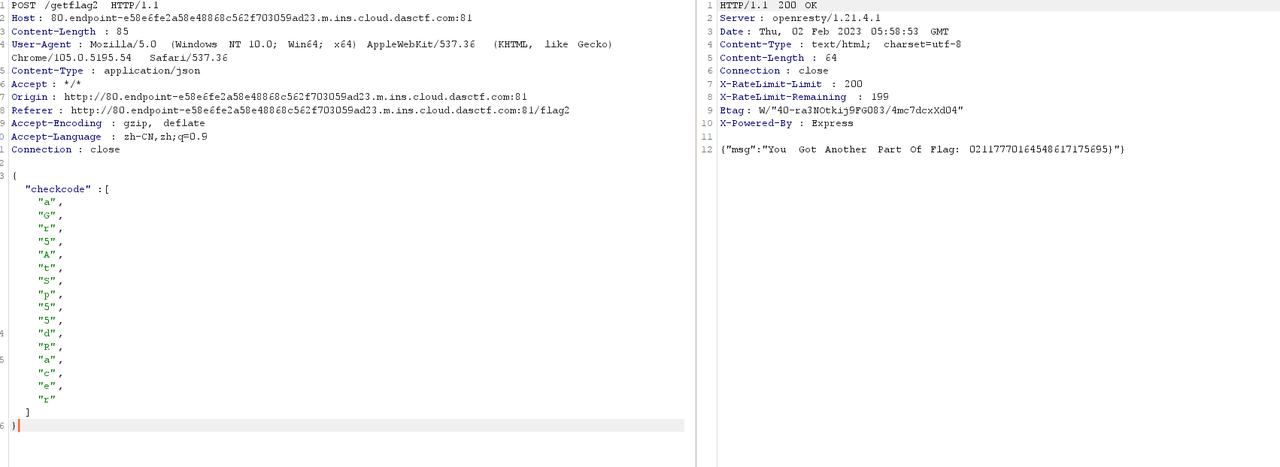 1 POST /getflag2 HTTP/1.1
2 Host : 80.endpoint-e58e6fe2a58e48868c562f703059ad23.m.ins.cloud.dasctf.com:81
3 Content-Length : 85
4 User-Agent : Mozilla/5.0 (Windows NT 10.0; Win64; x64) AppleWebKit/537.36 (KHTML, like Gecko)
Chrome/105.0.5195.54 Safari/537.36
5 Content-Type : application/json
6 Accept : */*
7 Origin : http://80.endpoint-e58e6fe2a58e48868c562f703059ad23.m.ins.cloud.dasctf.com:81
8 Referer : http://80.endpoint-e58e6fe2a58e48868c562f703059ad23.m.ins.cloud.dasctf.com:81/flag2
9 Accept-Encoding : gzip, deflate
0 Accept-Language : zh-CN,zh;q=0.9
1 Connection : close
2
3 {
"checkcode" :[
"a",
"G",
"r",
"5",
"A",
"t",
"S",
"p",
"5",
"5",
4 "d",
"R",
5 "a",
"c",
"e",
"r"
]
6 }
1 HTTP/1.1 200 OK
2 Server : openresty/1.21.4.1
3 Date : Thu, 02 Feb 2023 05:58:53 GMT
4 Content-Type : text/html; charset=utf-8
5 Content-Length : 64
6 Connection : close
7 X-RateLimit-Limit : 200
8 X-RateLimit-Remaining : 199
9 Etag : W/"40-ra3NOtkij9FG083/4mc7dcxXd04"
10 X-Powered-By : Express
11
12 {"msg":"You Got Another Part Of Flag: 02117770164548617175695}"}